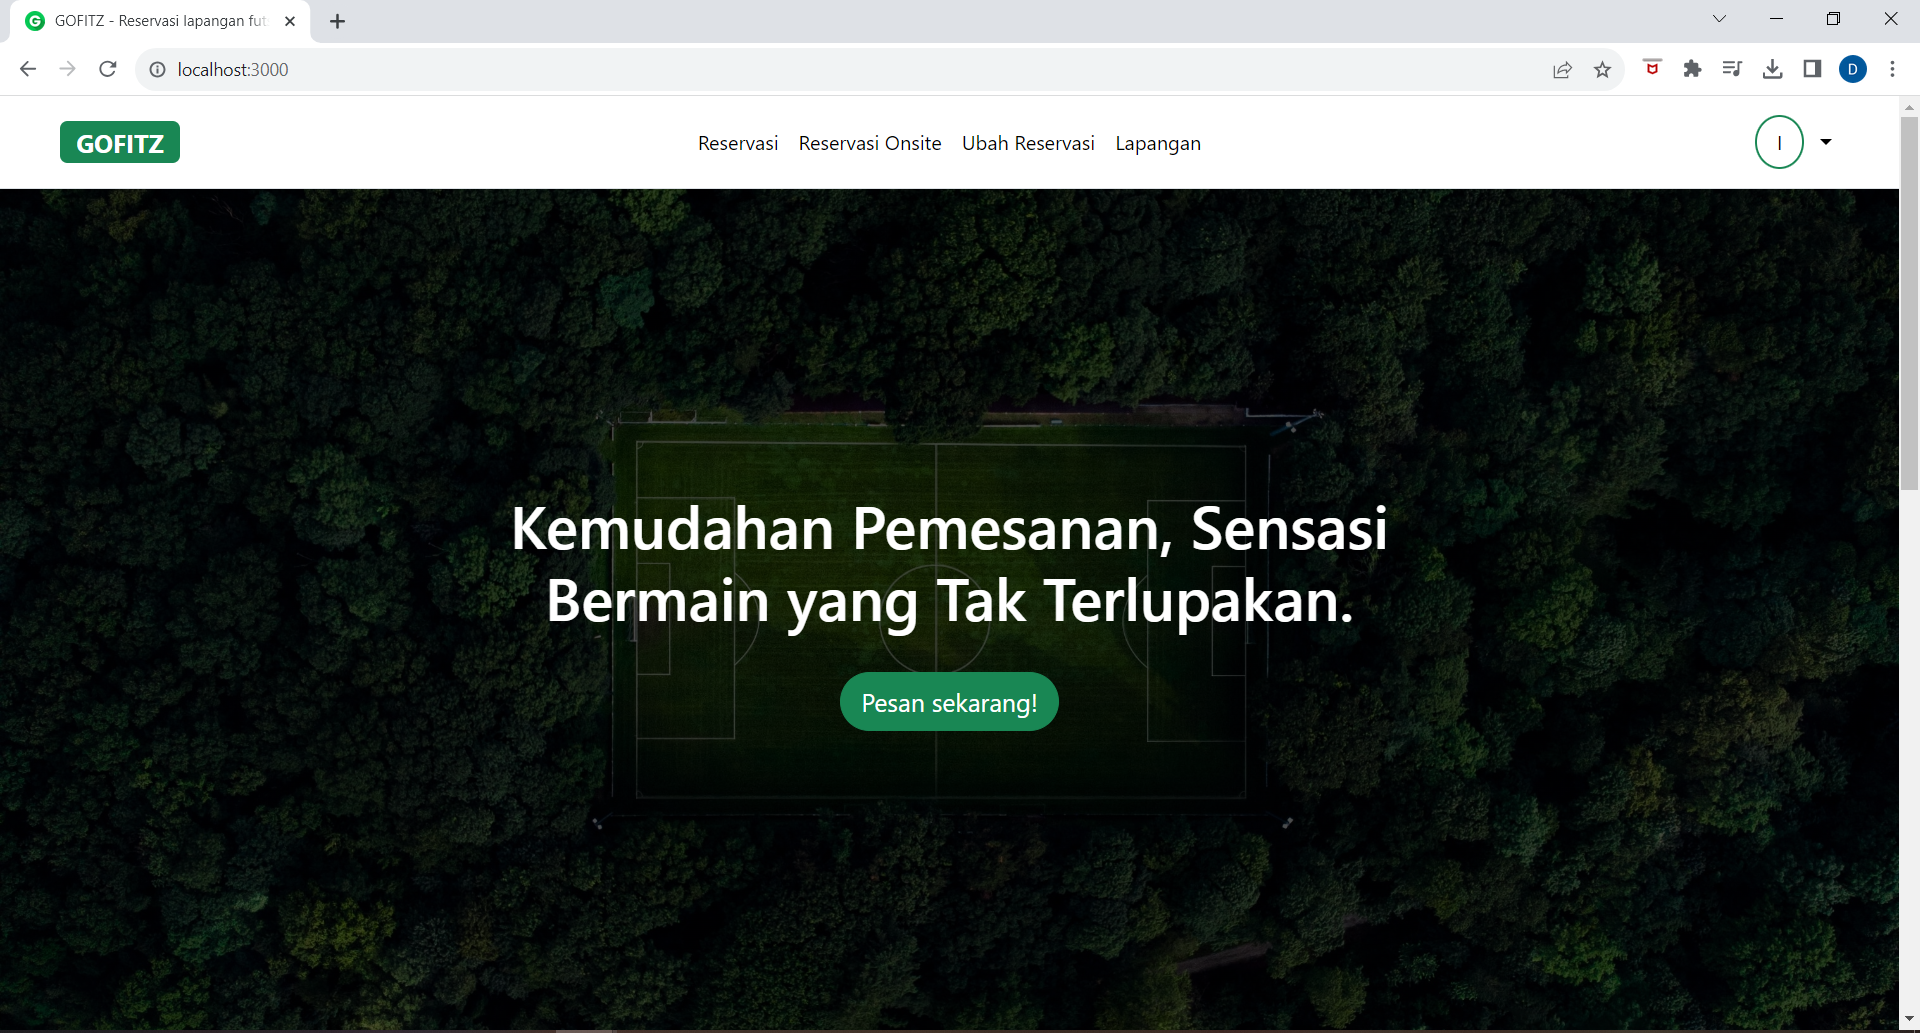 GOFITZ - Reservasi lapangan fut
localhost:3000
D
GOFITZ
Reservasi Reservasi Onsite Ubah Reservasi Lapangan
I
Kemudahan Pemesanan, Sensasi
Bermain yang Tak Terlupakan.
Pesan sekarang!